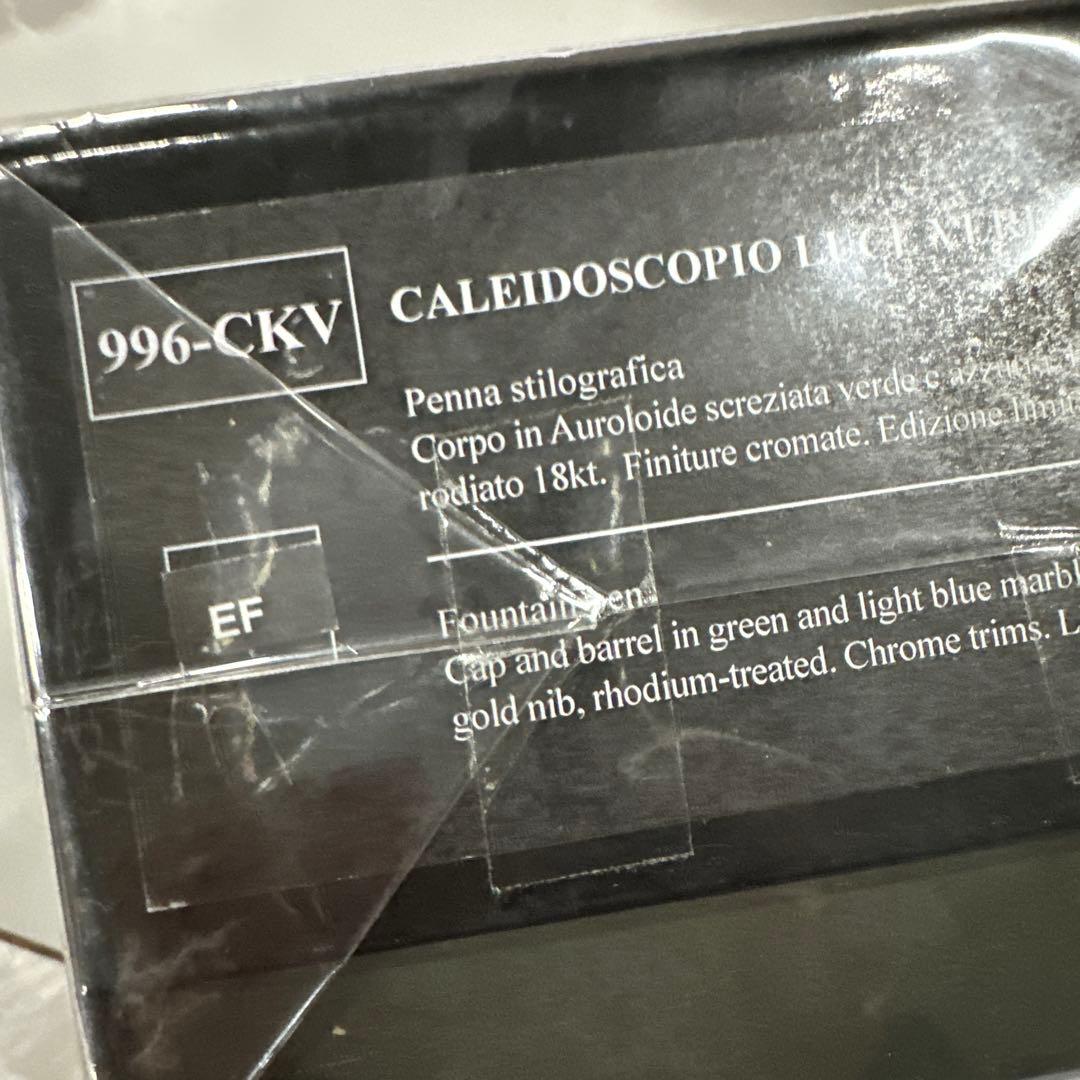 996-CKV
CALEIDOSCOPIO
Penna stilografica
Corpo in Auroloide screziata verde e
rodiato 18kt. Finiture cromate. Edizione
EF
Fountain
Cap and barrel in green and light blue
gold nib, rhodium-treated. Chrome trims.